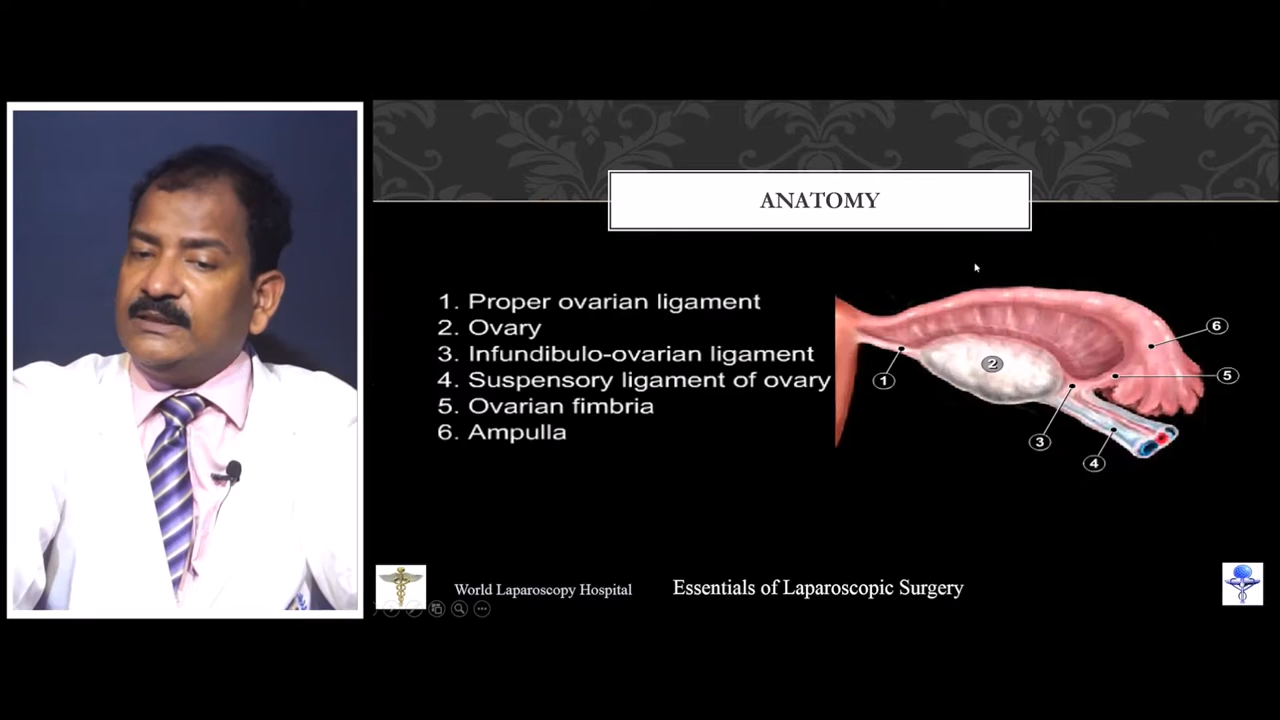 ANATOMY
1. Proper ovarian ligament
2. Ovary
3. Infundibulo-ovarian ligament
4. Suspensory ligament of ovary
5. Ovarian fimbria
6. Ampulla
1
2
3
4
5
6
World Laparoscopy Hospital
Essentials of Laparoscopic Surgery